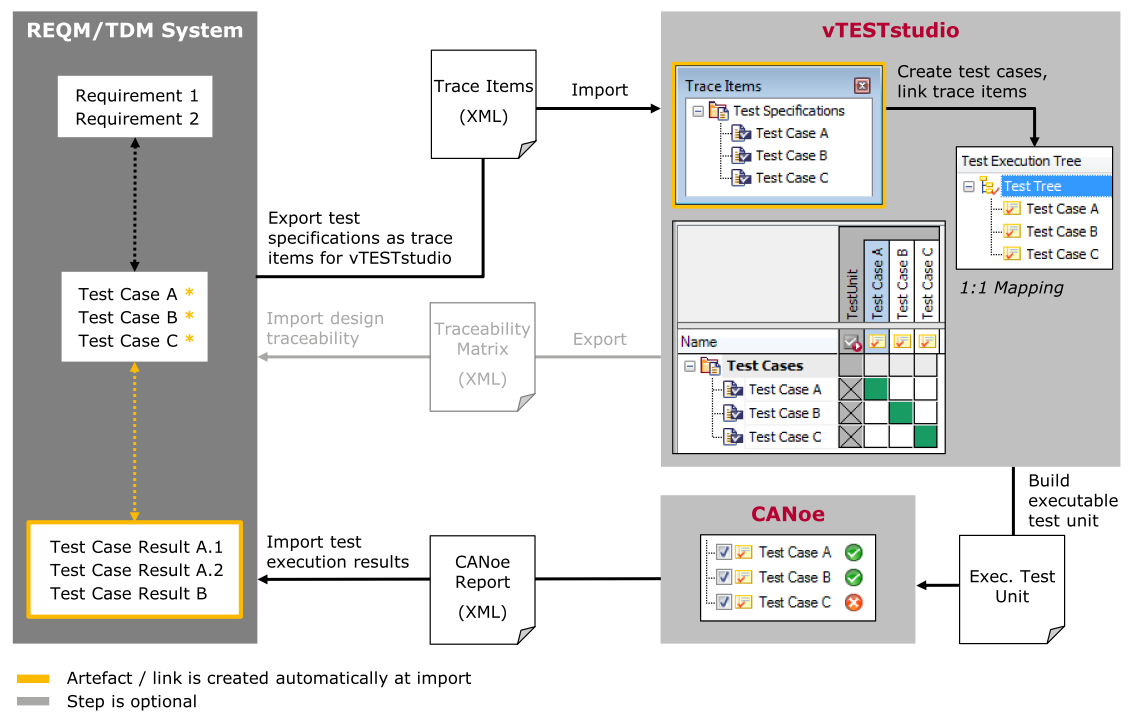 REQM/TDM System
Requirement 1
Requirement 2
Test Case A *
Test Case B *
Test Case C *
Test Case Result A.1
Test Case Result A.2
Test Case Result B
Export test
specifications as trace
items for vTESTstudio
Trace Items
(XML)
Import
Import design
traceability
Traceability
Matrix
(XML)
Export
Import test
execution results
CANoe
Report
(XML)
vTESTstudio
Trace Items
Test Specifications
Test Case A
Test Case B
Test Case C
Create test cases,
link trace items
Test Execution Tree
Test Tree
Test Case A
Test Case B
Test Case C
1:1 Mapping
TestUnit
Test Case A
Test Case B
Test Case C
Name
Test Cases
Test Case A
Test Case B
Test Case C
Build
executable
test unit
Exec. Test
Unit
CANoe
Test Case A
Test Case B
Test Case C
Artefact / link is created automatically at import
Step is optional